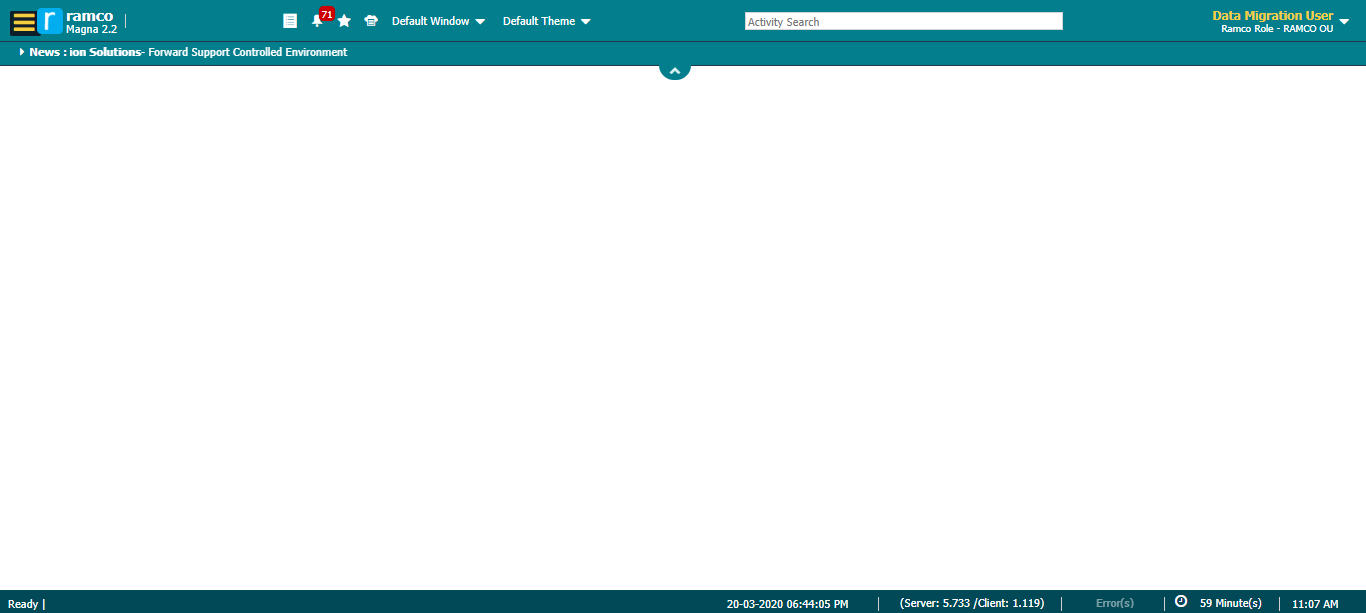 r ramco
Magna 2.2
71
Default Window
Default Theme
Activity Search
Data Migration User
Ramco Role - RAMCO OU
News : ion Solutions- Forward Support Controlled Environment
Ready |
20-03-2020 06:44:05 PM
(Server: 5.733 /Client: 1.119)
Error(s)
59 Minute(s)
11:07 AM